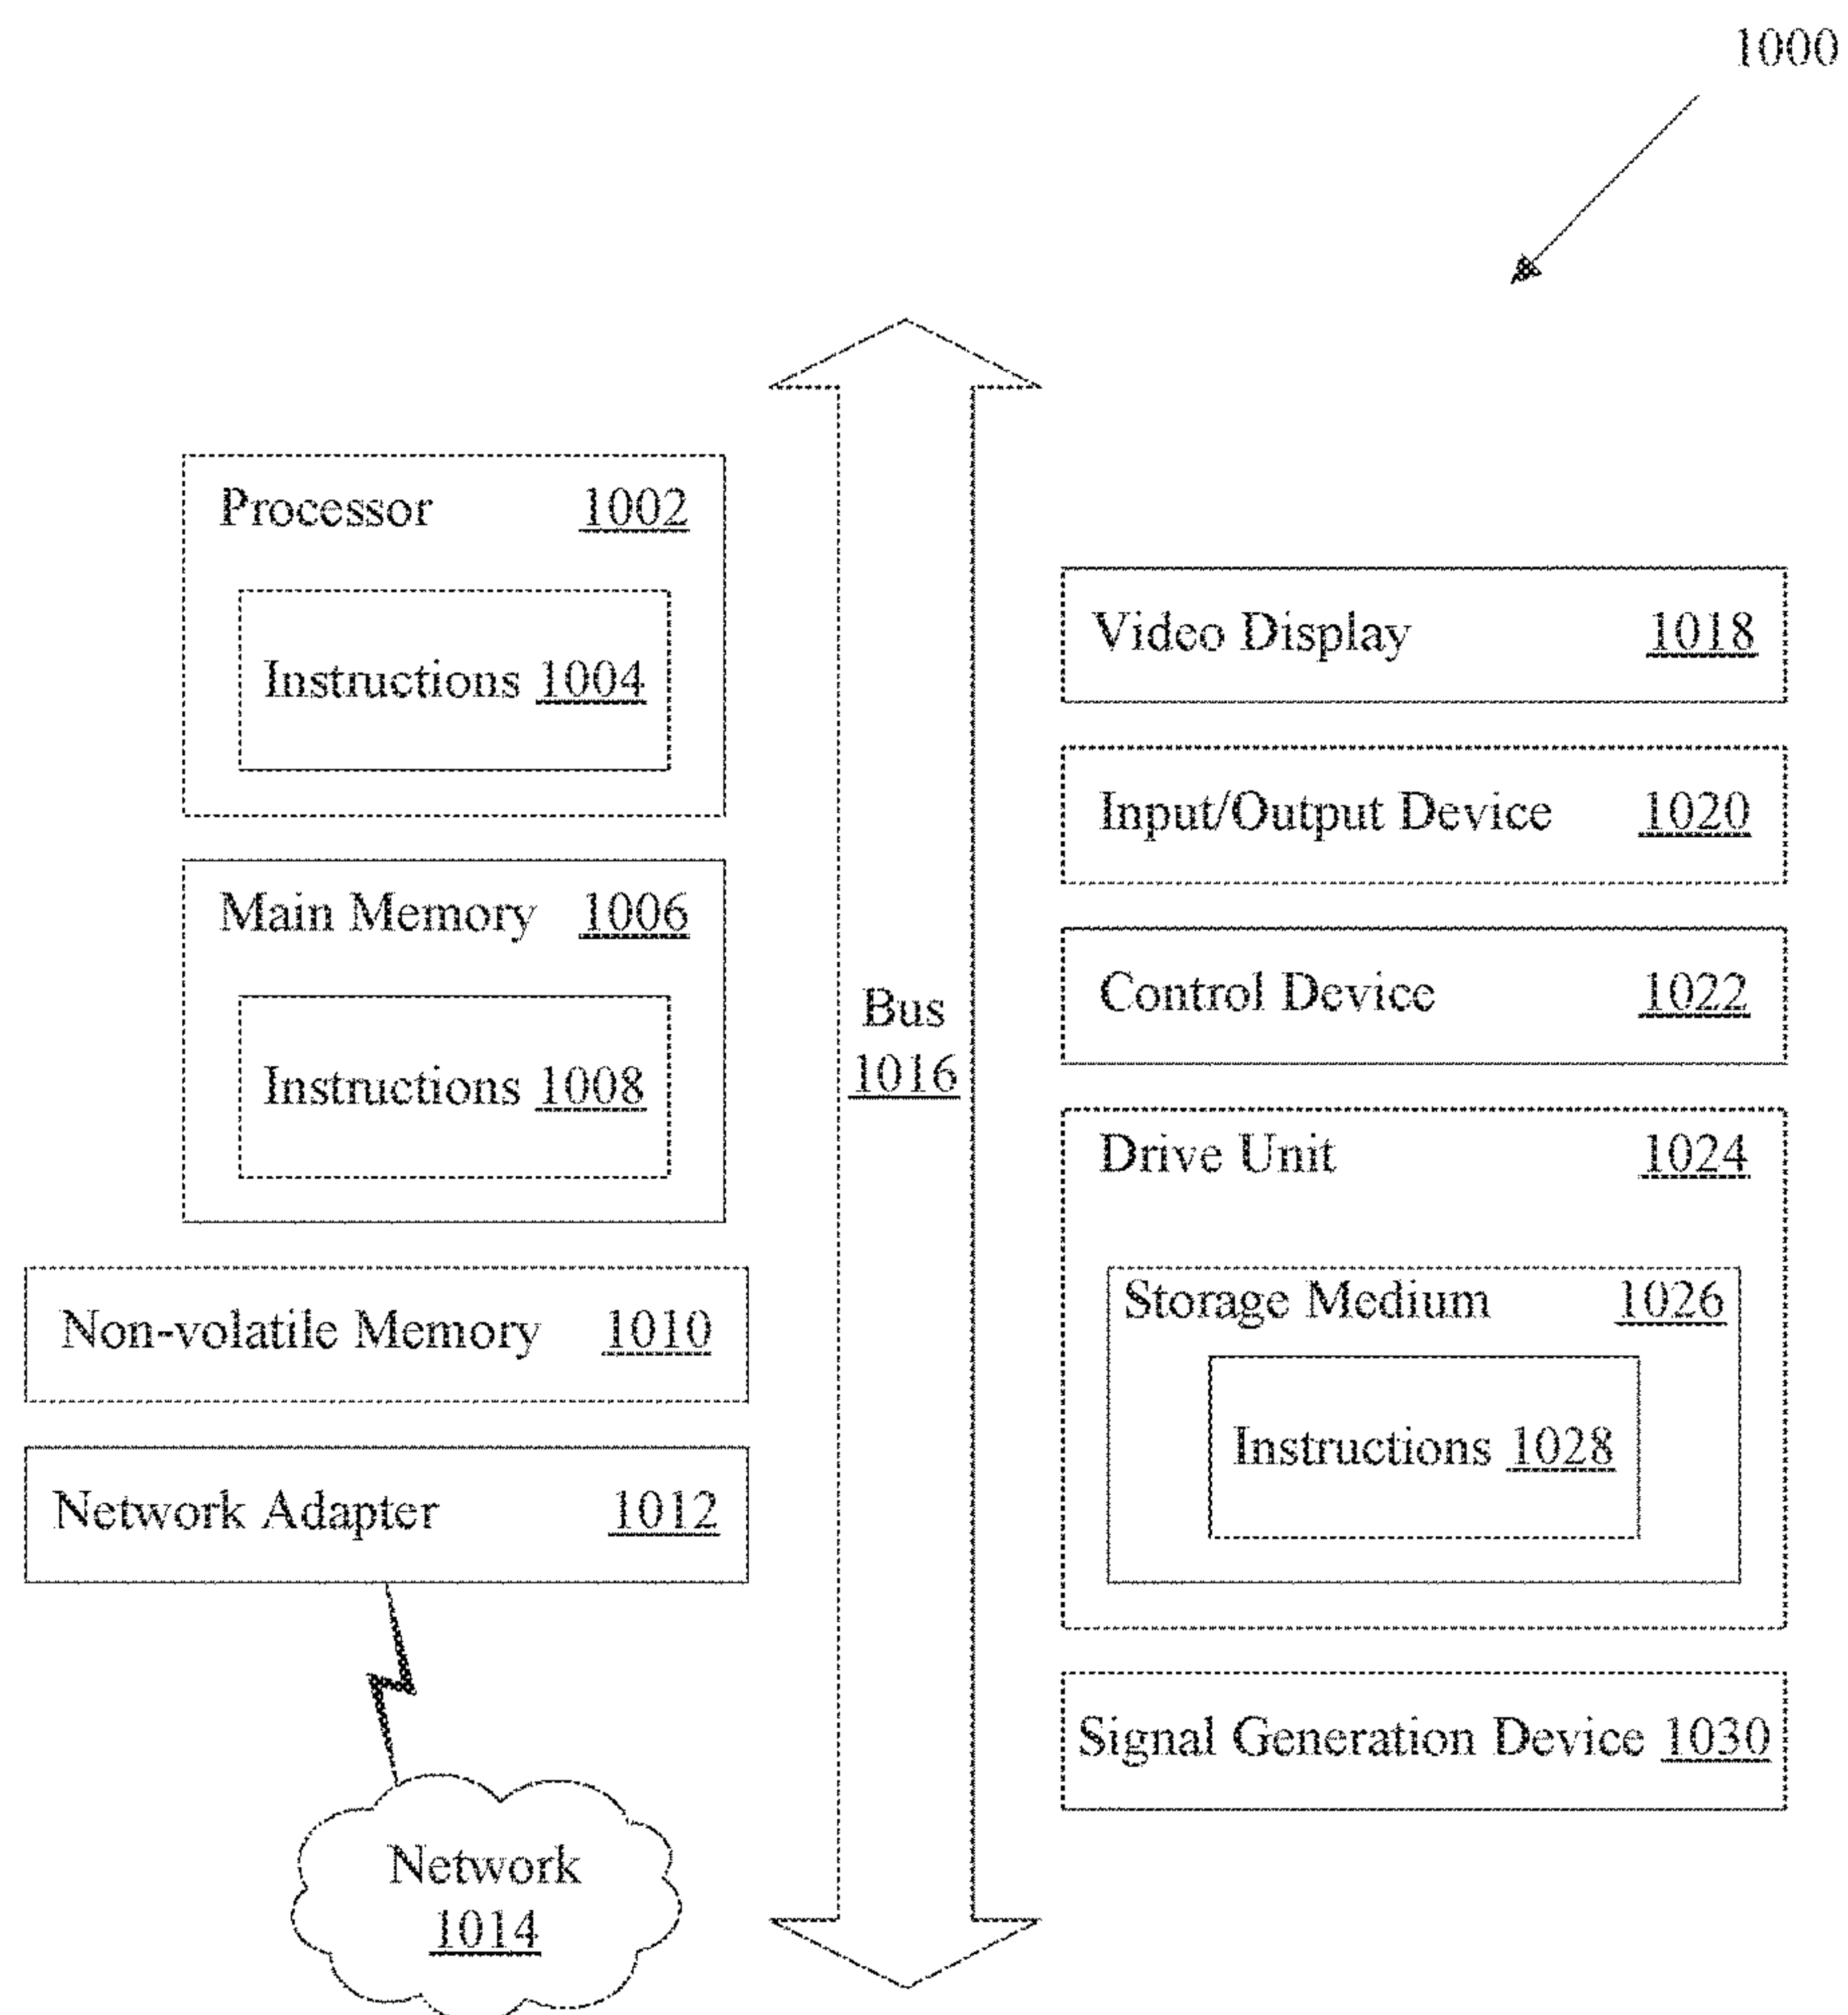 1000
Processor 1002
Instructions 1004
Main Memory 1006
Instructions 1008
Non-volatile Memory 1010
Network Adapter 1012
Network
1014
Bus
1016
Video Display 1018
Input/Output Device 1020
Control Device 1022
Drive Unit 1024
Storage Medium 1026
Instructions 1028
Signal Generation Device 1030